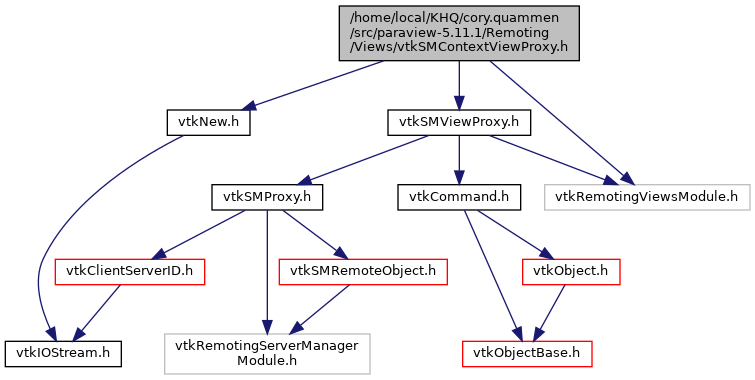 /home/local/KHQ/cory.quammen
/src/paraview-5.11.1/Remoting
/Views/vtkSMContextViewProxy.h
vtkNew.h
vtkSMViewProxy.h
vtkSMProxy.h
vtkCommand.h
vtkRemotingViewsModule.h
vtkClientServerID.h
vtkSMRemoteObject.h
vtkObject.h
vtkIOStream.h
vtkRemotingServerManager
Module.h
vtkObjectBase.h